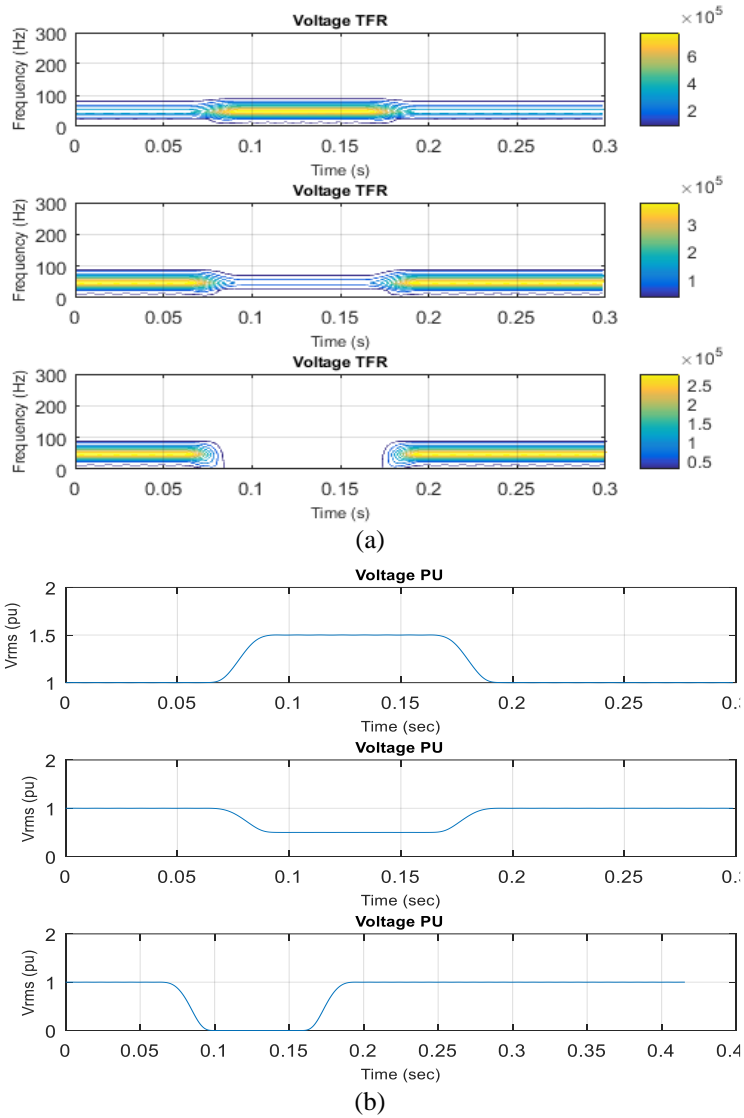 Voltage TFR
×10^5
Frequency (Hz)
300
200
100
0
0 0.05 0.1 0.15 0.2 0.25 0.3
Time (s)
6
4
2
Voltage TFR
×10^5
Frequency (Hz)
300
200
100
0
0 0.05 0.1 0.15 0.2 0.25 0.3
Time (s)
3
2
1
Voltage TFR
×10^5
Frequency (Hz)
300
200
100
0
0 0.05 0.1 0.15 0.2 0.25 0.3
Time (s)
2.5
2
1.5
1
0.5
(a)
Voltage PU
Vrms (pu)
2
1.5
1
0 0.05 0.1 0.15 0.2 0.25 0.3
Time (sec)
Voltage PU
Vrms (pu)
2
1
0
0 0.05 0.1 0.15 0.2 0.25 0.3
Time (sec)
Voltage PU
Vrms (pu)
2
1
0
0 0.05 0.1 0.15 0.2 0.25 0.3 0.35 0.4 0.4
Time (sec)
(b)